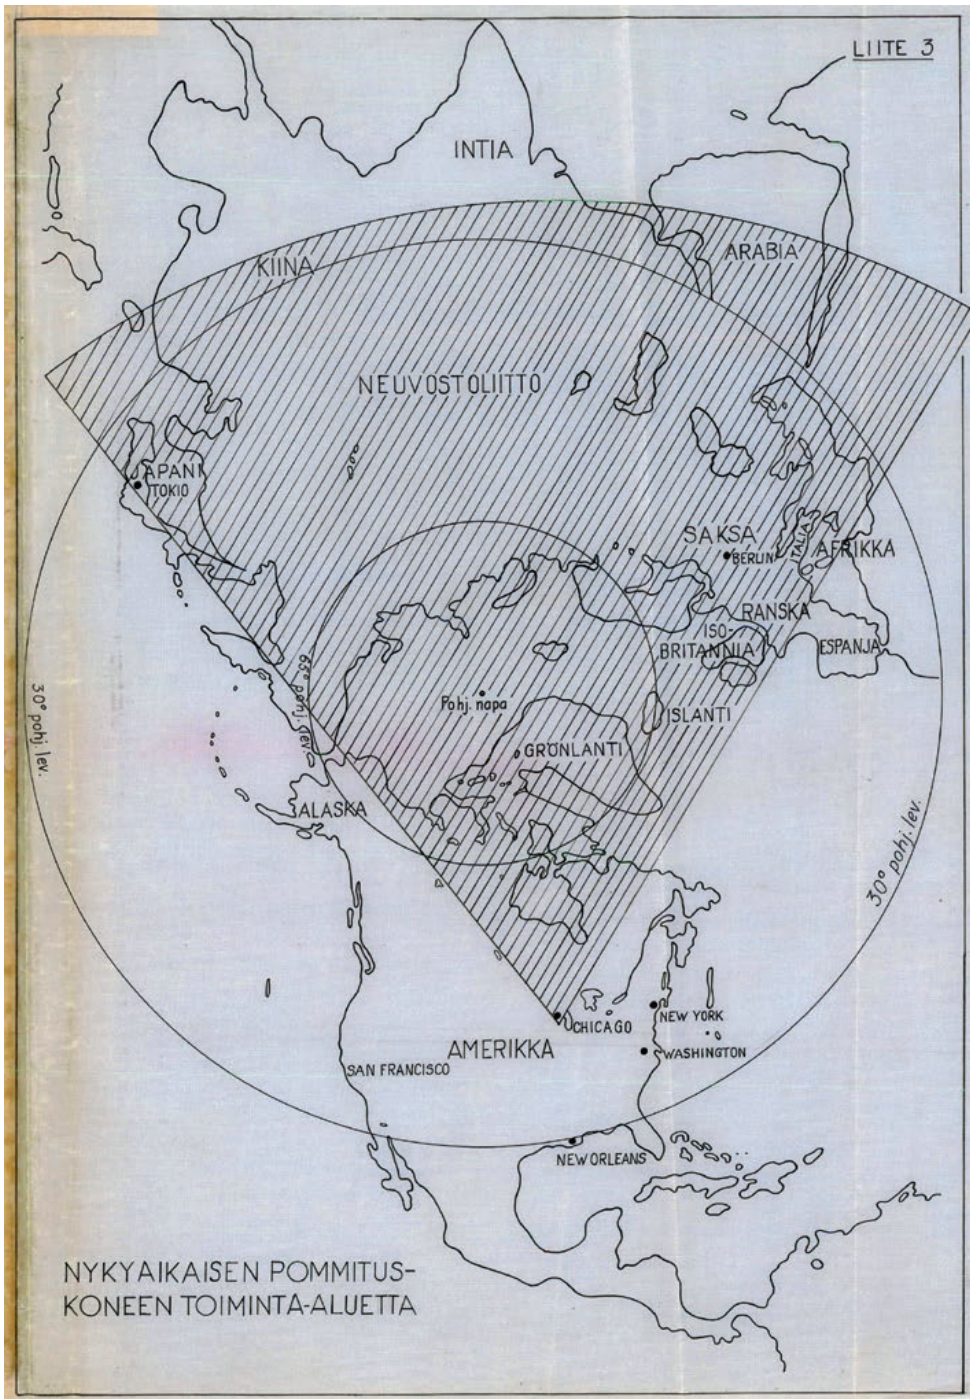 LIITE 3
INTIA
KIINA
ARABIA
NEUVOSTOLIITTO
JAPANI
TOKIO
SAKSA
BERLIN
ITALIA
AFRIKKA
RANSKA
ISO-
BRITANNIA
ESPANJA
65° pohj. lev.
30° pohj. lev.
Pohj. napa
ISLANTI
GRÖNLANTI
ALASKA
30° pohj. lev.
CHICAGO
NEW YORK
AMERIKKA
WASHINGTON
SAN FRANCISCO
NEW ORLEANS
NYKYAIKAISEN POMMITUS-
KONEEN TOIMINTA-ALUETTA